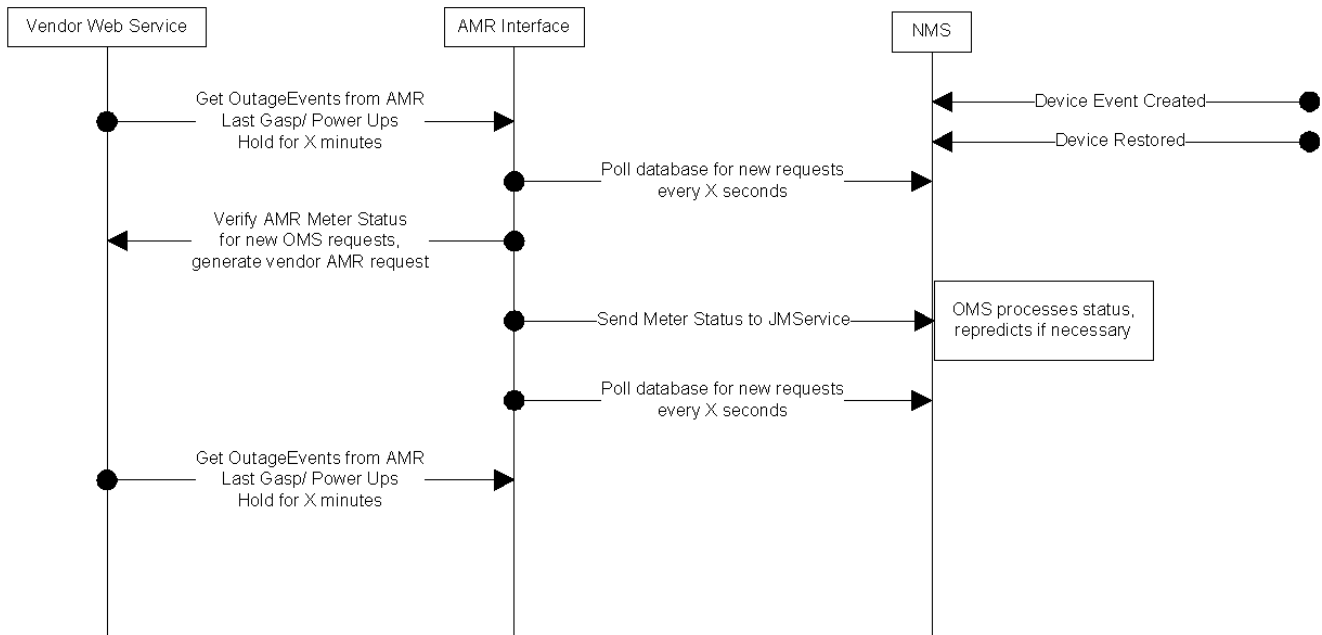 Vendor Web Service
AMR Interface
NMS
Get OutageEvents from AMR
Last Gasp/ Power Ups
Hold for X minutes
Device Event Created
Device Restored
Poll database for new requests
every X seconds
Verify AMR Meter Status
for new OMS requests,
generate vendor AMR request
Send Meter Status to JMService
OMS processes status,
repredicts if necessary
Poll database for new requests
every X seconds
Get OutageEvents from AMR
Last Gasp/ Power Ups
Hold for X minutes